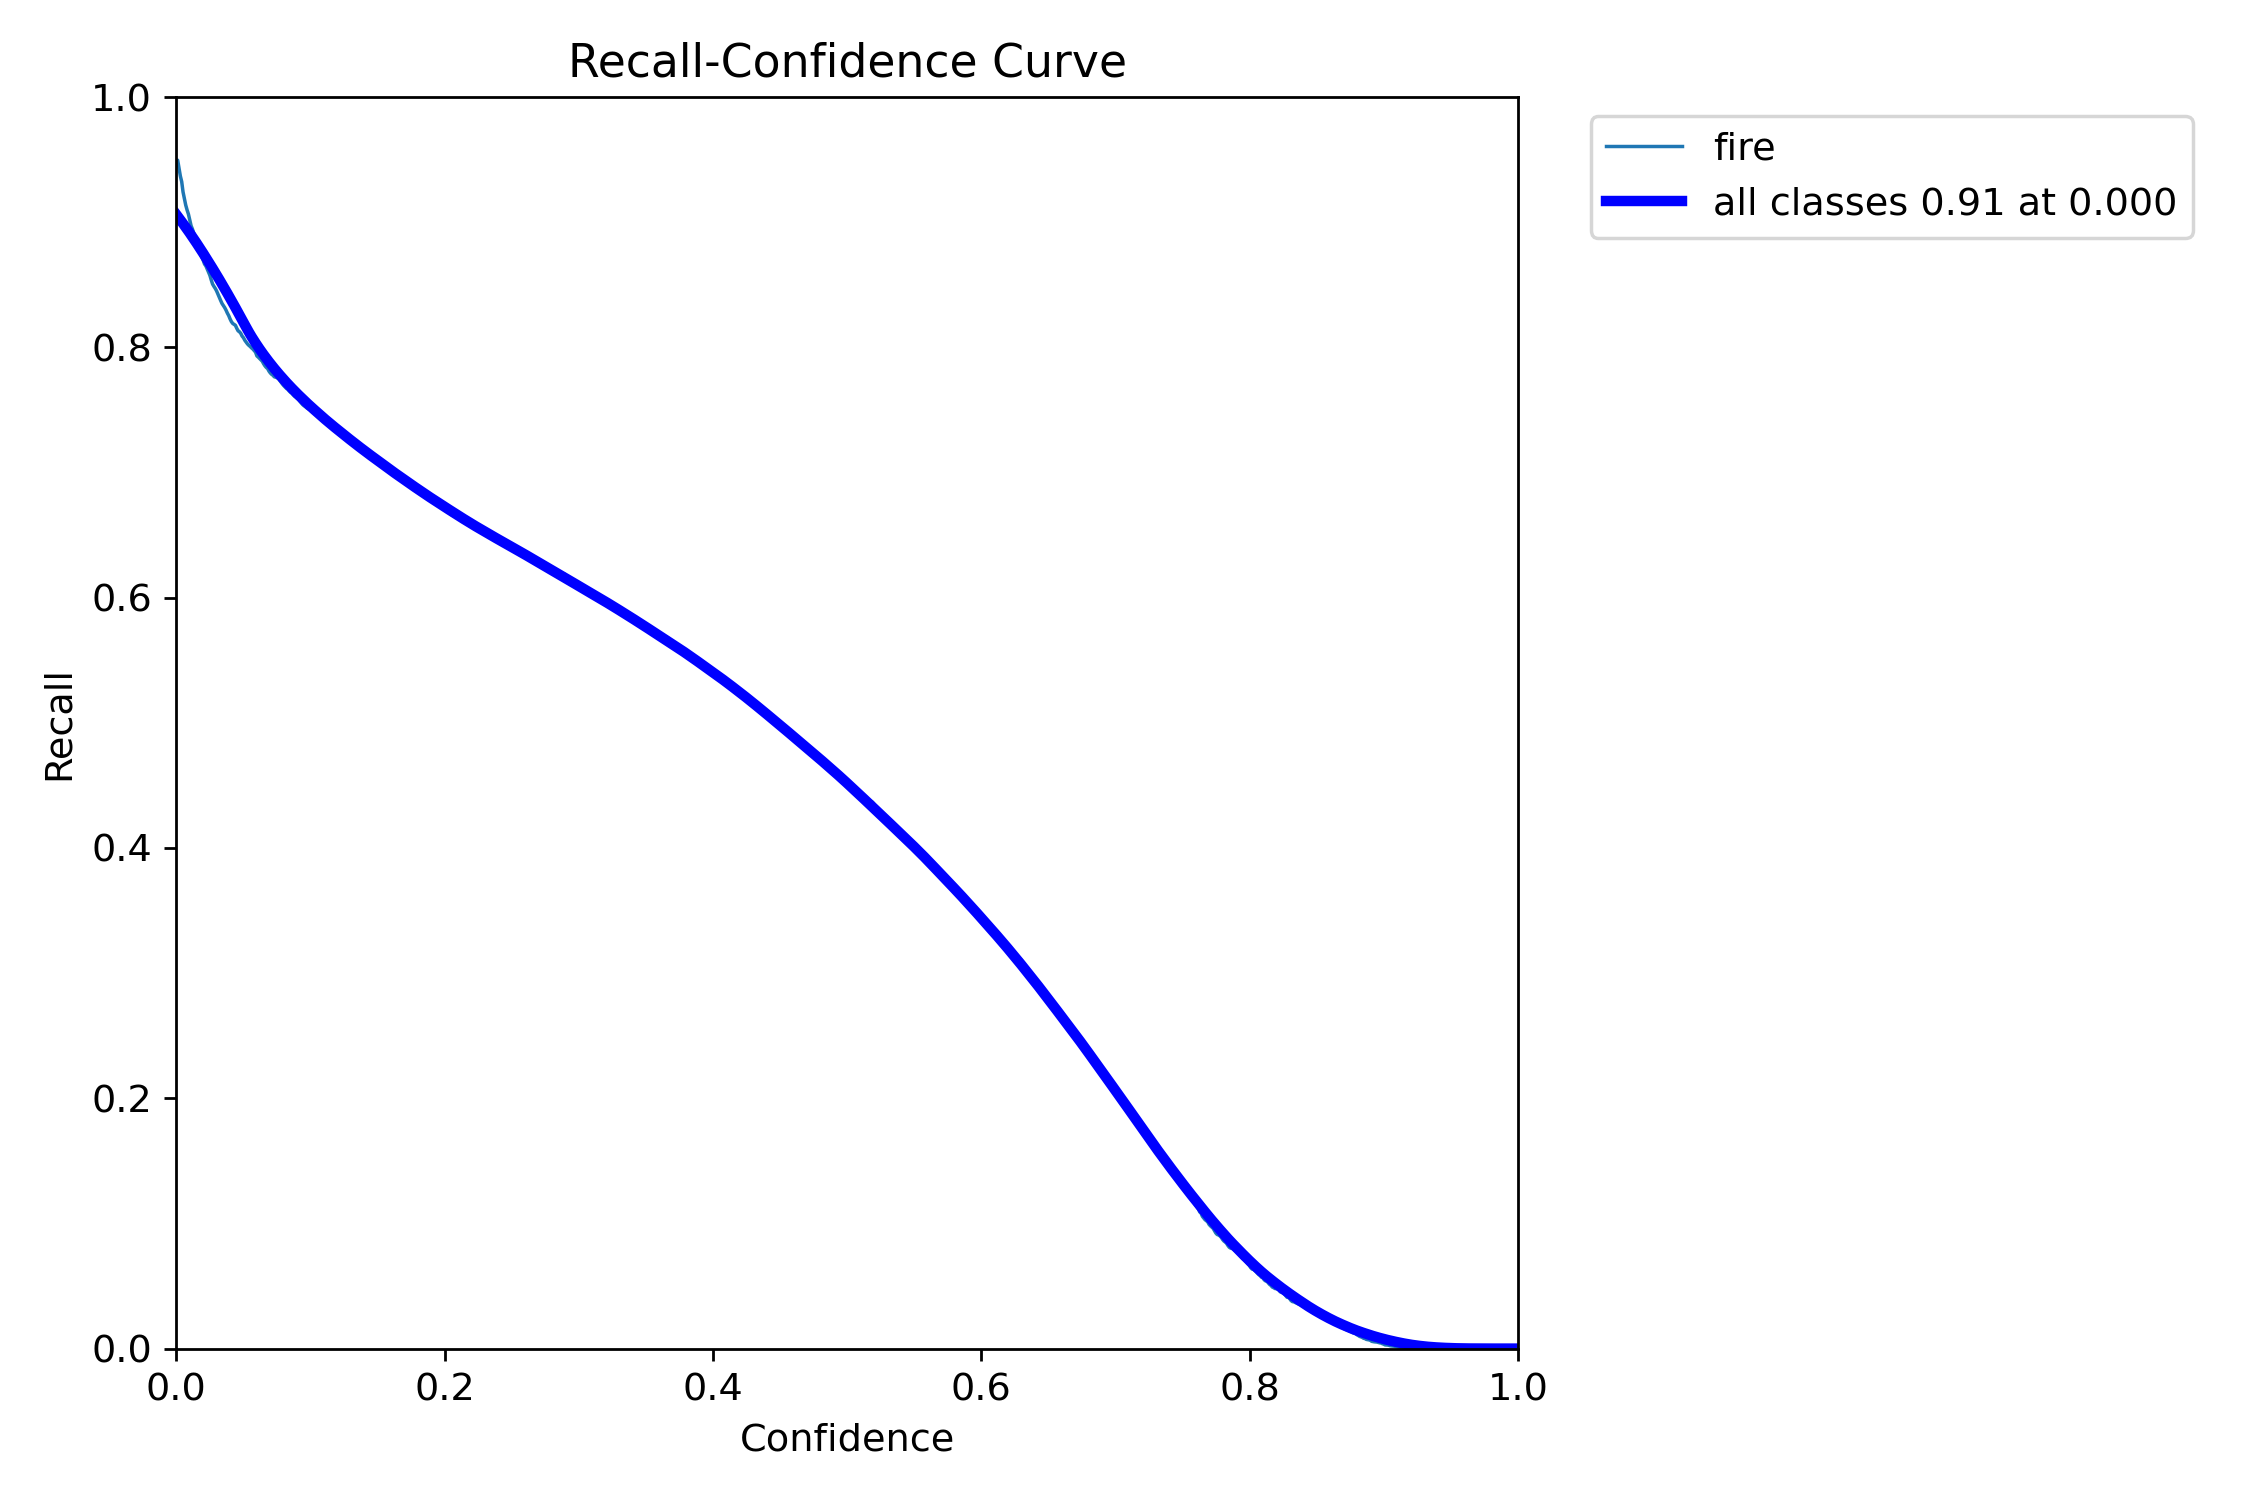 Recall-Confidence Curve
1.0
0.8
0.6
0.4
0.2
0.0
Recall
0.0 0.2 0.4 0.6 0.8 1.0
Confidence
fire
all classes 0.91 at 0.000